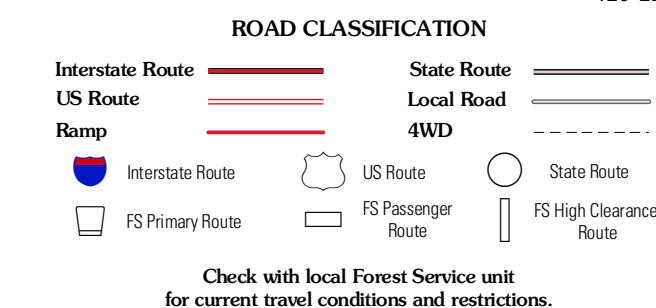 ROAD CLASSIFICATION
Interstate Route
State Route
US Route
Local Road
Ramp
4WD
Interstate Route
US Route
State Route
FS Primary Route
FS Passenger
Route
FS High Clearance
Route
Check with local Forest Service unit
for current travel conditions and restrictions.